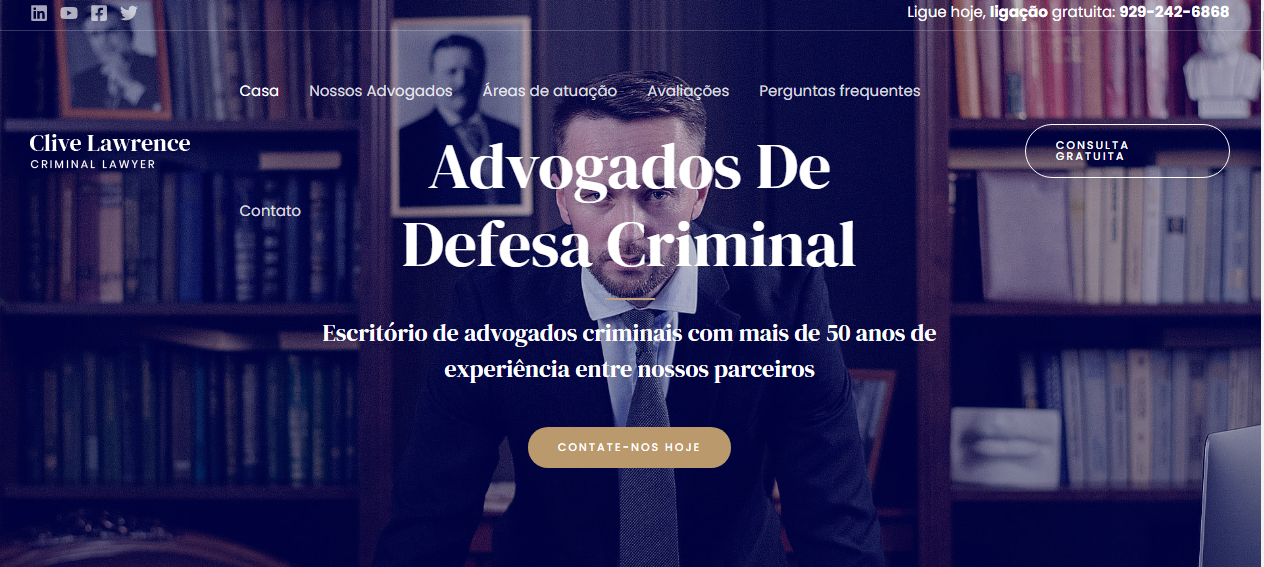 Ligue hoje, ligação gratuita: 929-242-6868
Casa Nossos Advogados Áreas de atuação Avaliações Perguntas frequentes
Clive Lawrence
CRIMINAL LAWYER
CONSULTA
GRATUITA
Contato
Advogados De
Defesa Criminal
Escritório de advogados criminais com mais de 50 anos de
experiência entre nossos parceiros
CONTATE-NOS HOJE